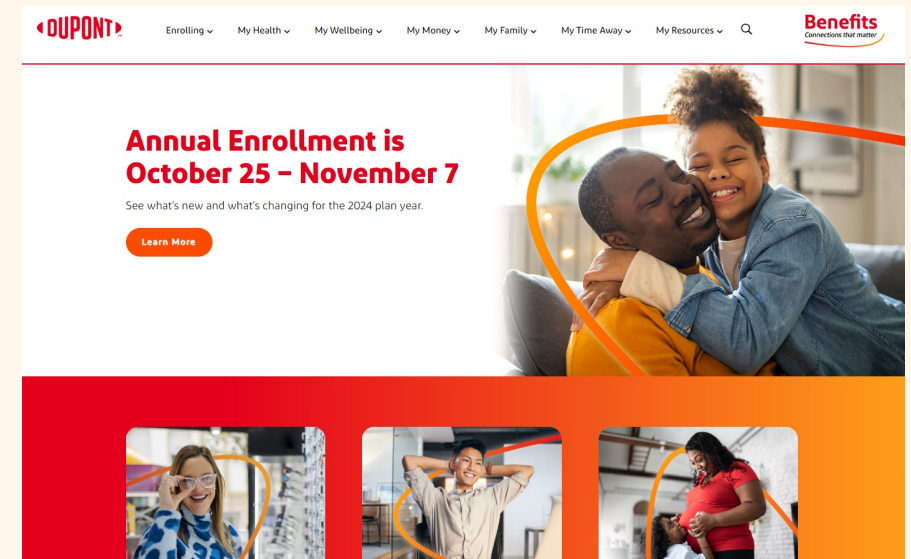 DUPONT
Enrolling My Health My Wellbeing My Money My Family My Time Away My Resources
Benefits
Connections that matter
Annual Enrollment is
October 25 – November 7
See what's new and what's changing for the 2024 plan year.
Learn More